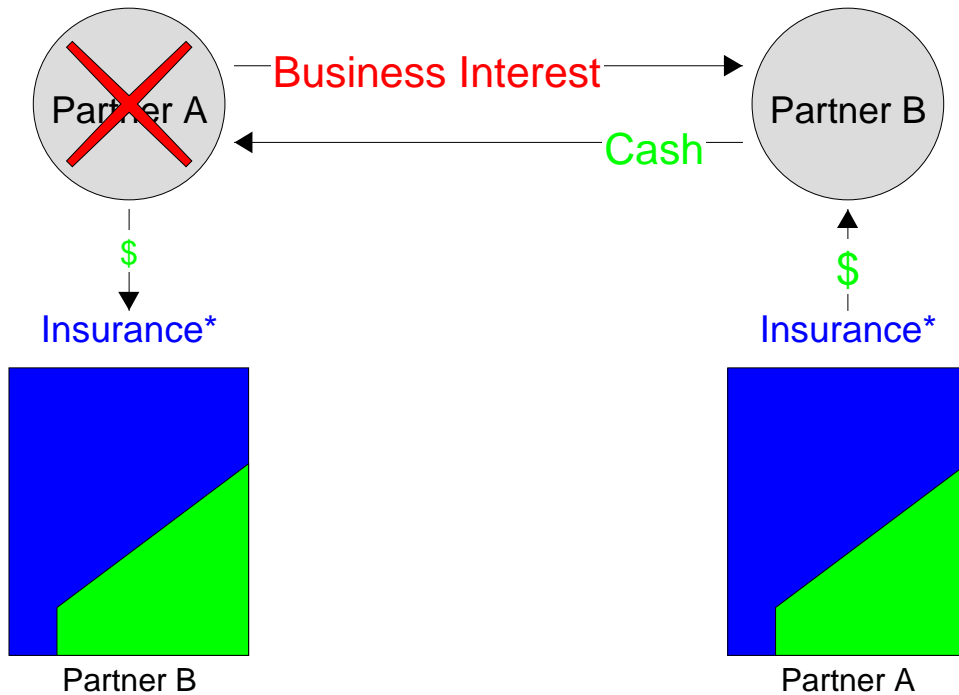 Partner A
Business Interest
Partner B
Cash
$
$
Insurance*
Insurance*
Partner B
Partner A